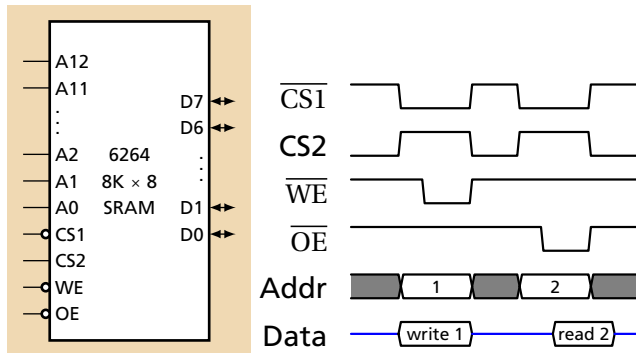 A12
A11
D7
D6
A2 6264
A1 8K × 8
A0 SRAM D1
CS1 D0
CS2
WE
OE
CS1
CS2
WE
OE
Addr 1 2
Data write 1 read 2